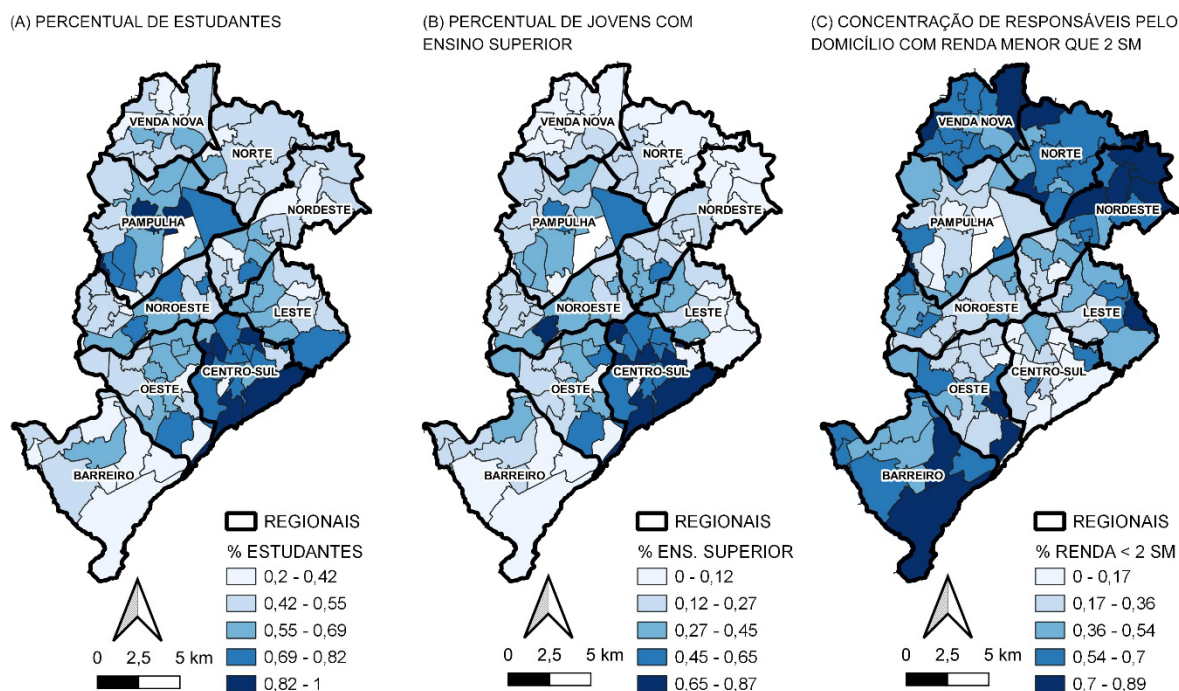 (A) PERCENTUAL DE ESTUDANTES
VENDA NOVA
NORTE
NORDESTE
PAMPULHA
NOROESTE
LESTE
CENTRO-SUL
OESTE
BARREIRO
REGIONAIS
% ESTUDANTES
0,2 - 0,42
0,42 - 0,55
0,55 - 0,69
0,69 - 0,82
0,82 - 1
0 2,5 5 km
(B) PERCENTUAL DE JOVENS COM
ENSINO SUPERIOR
VENDA NOVA
NORTE
NORDESTE
PAMPULHA
NOROESTE
LESTE
CENTRO-SUL
OESTE
BARREIRO
REGIONAIS
% ENS. SUPERIOR
0 - 0,12
0,12 - 0,27
0,27 - 0,45
0,45 - 0,65
0,65 - 0,87
0 2,5 5 km
(C) CONCENTRAÇÃO DE RESPONSÁVEIS PELO
DOMICÍLIO COM RENDA MENOR QUE 2 SM
VENDA NOVA
NORTE
NORDESTE
PAMPULHA
NOROESTE
LESTE
CENTRO-SUL
OESTE
BARREIRO
REGIONAIS
% RENDA < 2 SM
0 - 0,17
0,17 - 0,36
0,36 - 0,54
0,54 - 0,7
0,7 - 0,89
0 2,5 5 km